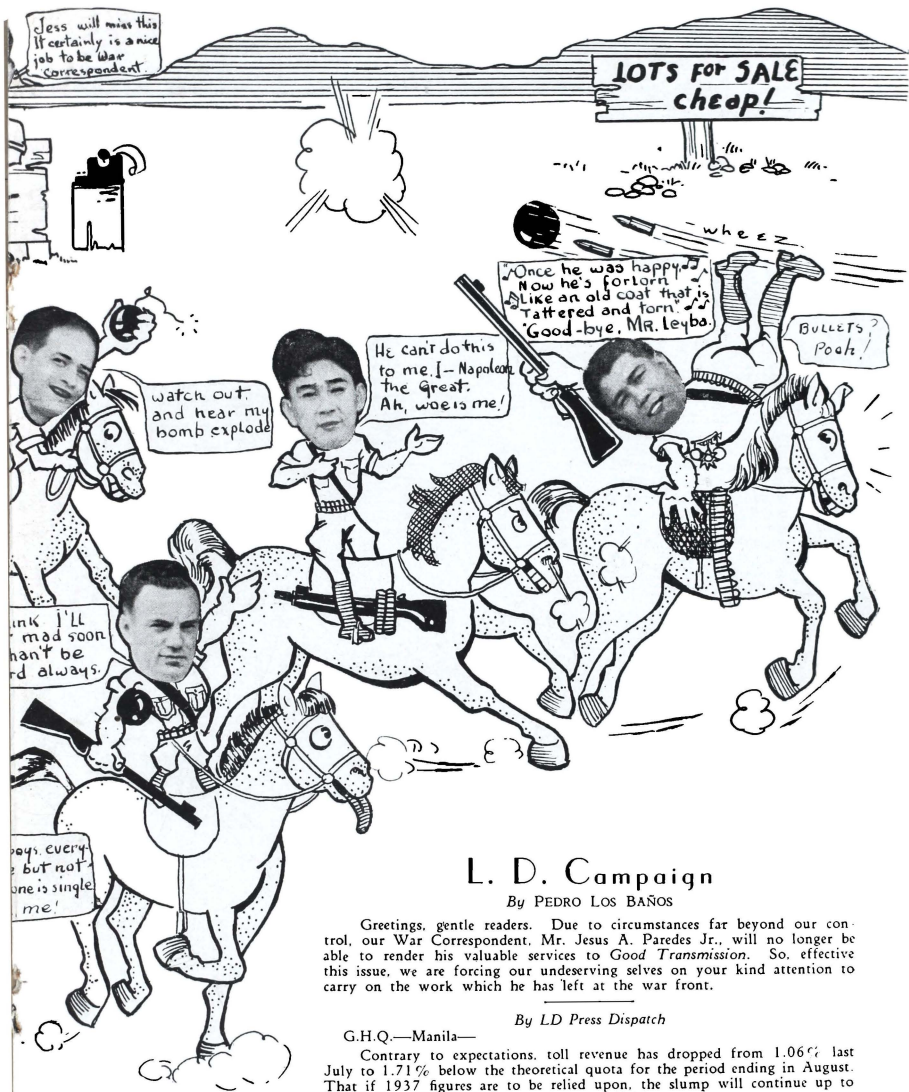 Jess will miss this
It certainly is a nice
job to be War
Correspondent.
LOTS FOR SALE
cheap!
wheez
"Once he was happy,
Now he's forlorn
Like an old coat that is
Tattered and torn."
"Good-bye, MR. Leyba.
BULLETS?
Pooh!
He can't do this
to me, I—Napoleon
the Great.
Ah, woe is me!
watch out,
and hear my
bomb explode
I'll
mad soon
always.
every-
but not
one is single
me!
L. D. Campaign
By PEDRO LOS BAÑOS
Greetings, gentle readers. Due to circumstances far beyond our con-
trol, our War Correspondent, Mr. Jesus A. Paredes Jr., will no longer be
able to render his valuable services to Good Transmission. So, effective
this issue, we are forcing our undeserving selves on your kind attention to
carry on the work which he has left at the war front.
By LD Press Dispatch
G.H.Q.—Manila—
Contrary to expectations, toll revenue has dropped from 1.06% last
July to 1.71% below the theoretical quota for the period ending in August.
That if 1937 figures are to be relied upon, the slump will continue up to